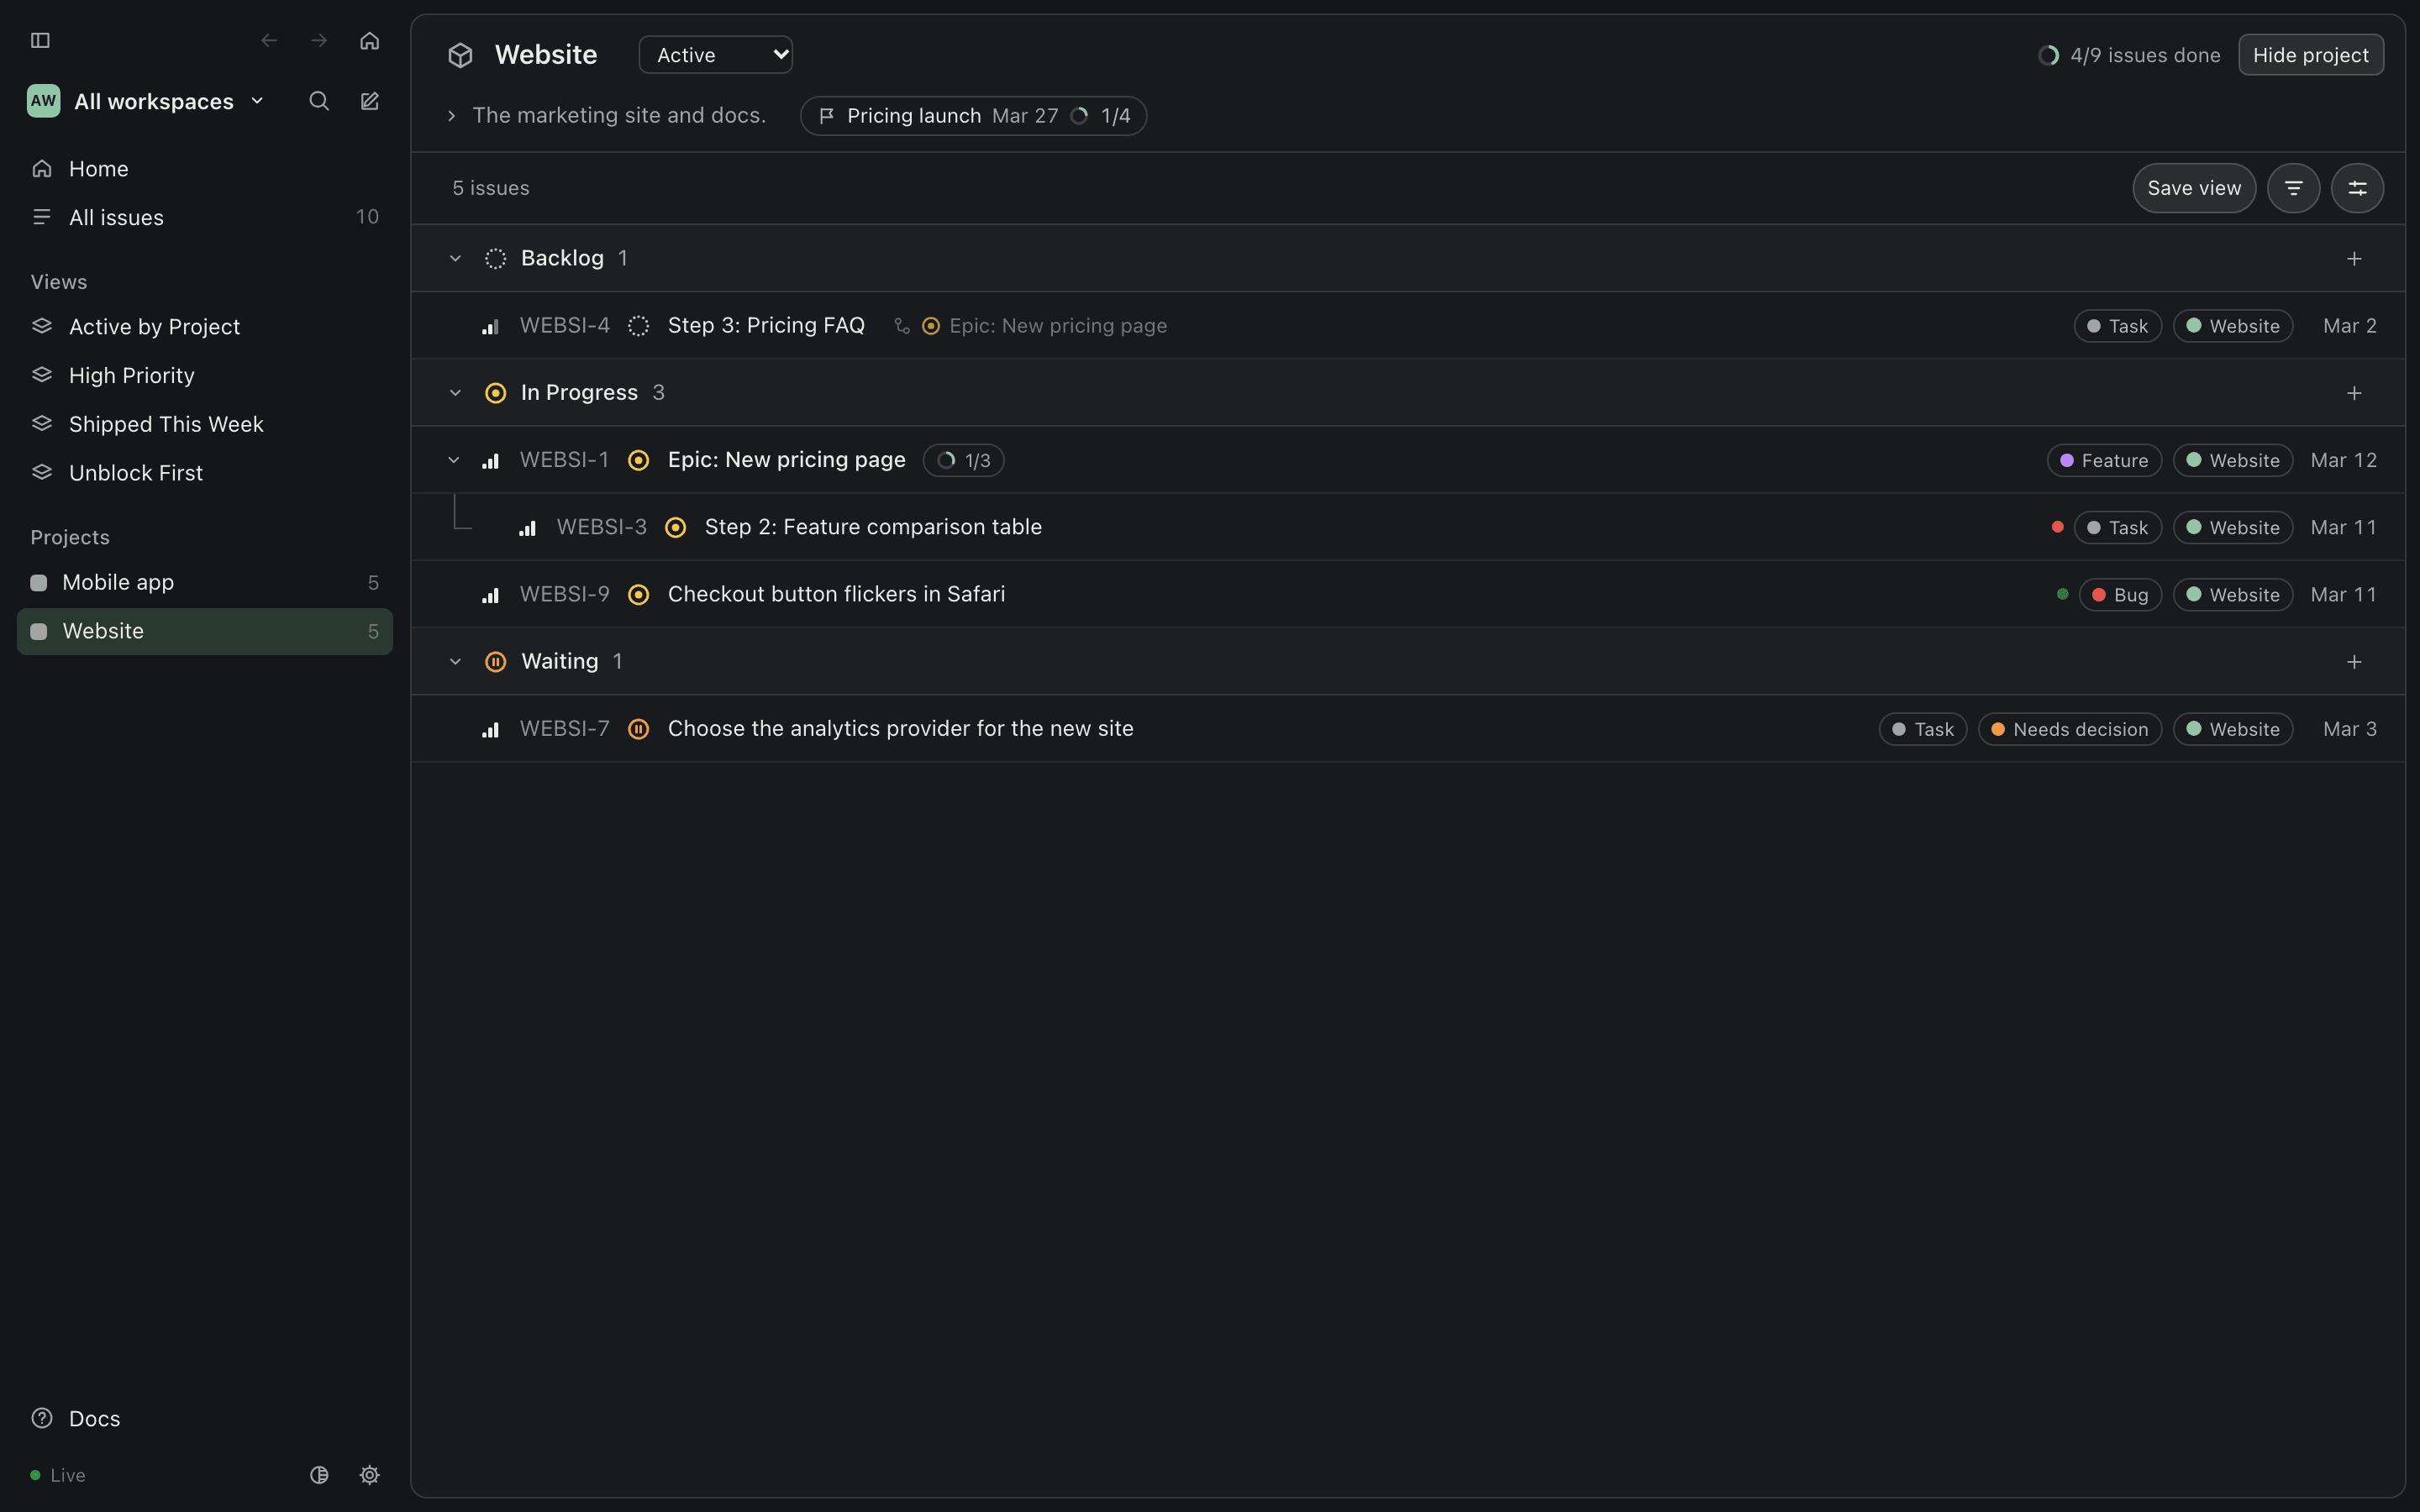 AW All workspaces
Home
All issues 10
Views
Active by Project
High Priority
Shipped This Week
Unblock First
Projects
Mobile app 5
Website 5
Docs
Live
Website Active 4/9 issues done Hide project
The marketing site and docs. Pricing launch Mar 27 1/4
5 issues Save view
Backlog 1
WEBSI-4 Step 3: Pricing FAQ Epic: New pricing page Task Website Mar 2
In Progress 3
WEBSI-1 Epic: New pricing page 1/3 Feature Website Mar 12
WEBSI-3 Step 2: Feature comparison table Task Website Mar 11
WEBSI-9 Checkout button flickers in Safari Bug Website Mar 11
Waiting 1
WEBSI-7 Choose the analytics provider for the new site Task Needs decision Website Mar 3